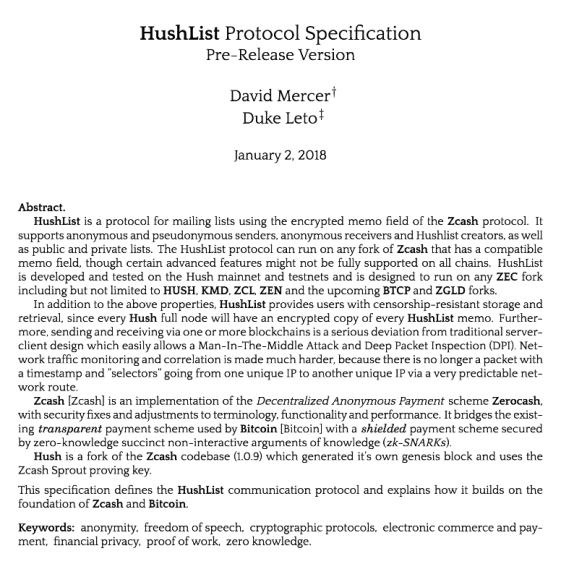 HushList Protocol Specification
Pre-Release Version
David Mercer†
Duke Leto‡
January 2, 2018
Abstract.
HushList is a protocol for mailing lists using the encrypted memo field of the Zcash protocol. It
supports anonymous and pseudonymous senders, anonymous receivers and Hushlist creators, as well
as public and private lists. The HushList protocol can run on any fork of Zcash that has a compatible
memo field, though certain advanced features might not be fully supported on all chains. HushList
is developed and tested on the Hush mainnet and testnets and is designed to run on any ZEC fork
including but not limited to HUSH, KMD, ZCL, ZEN and the upcoming BTCP and ZGLD forks.
In addition to the above properties, HushList provides users with censorship-resistant storage and
retrieval, since every Hush full node will have an encrypted copy of every HushList memo. Further-
more, sending and receiving via one or more blockchains is a serious deviation from traditional server-
client design which easily allows a Man-In-The-Middle Attack and Deep Packet Inspection (DPI). Net-
work traffic monitoring and correlation is made much harder, because there is no longer a packet with
a timestamp and "selectors" going from one unique IP to another unique IP via a very predictable net-
work route.
Zcash [Zcash] is an implementation of the Decentralized Anonymous Payment scheme Zerocash,
with security fixes and adjustments to terminology, functionality and performance. It bridges the exist-
ing transparent payment scheme used by Bitcoin [Bitcoin] with a shielded payment scheme secured
by zero-knowledge succinct non-interactive arguments of knowledge (zk-SNARKs).
Hush is a fork of the Zcash codebase (1.0.9) which generated it's own genesis block and uses the
Zcash Sprout proving key.
This specification defines the HushList communication protocol and explains how it builds on the
foundation of Zcash and Bitcoin.
Keywords: anonymity, freedom of speech, cryptographic protocols, electronic commerce and pay-
ment, financial privacy, proof of work, zero knowledge.